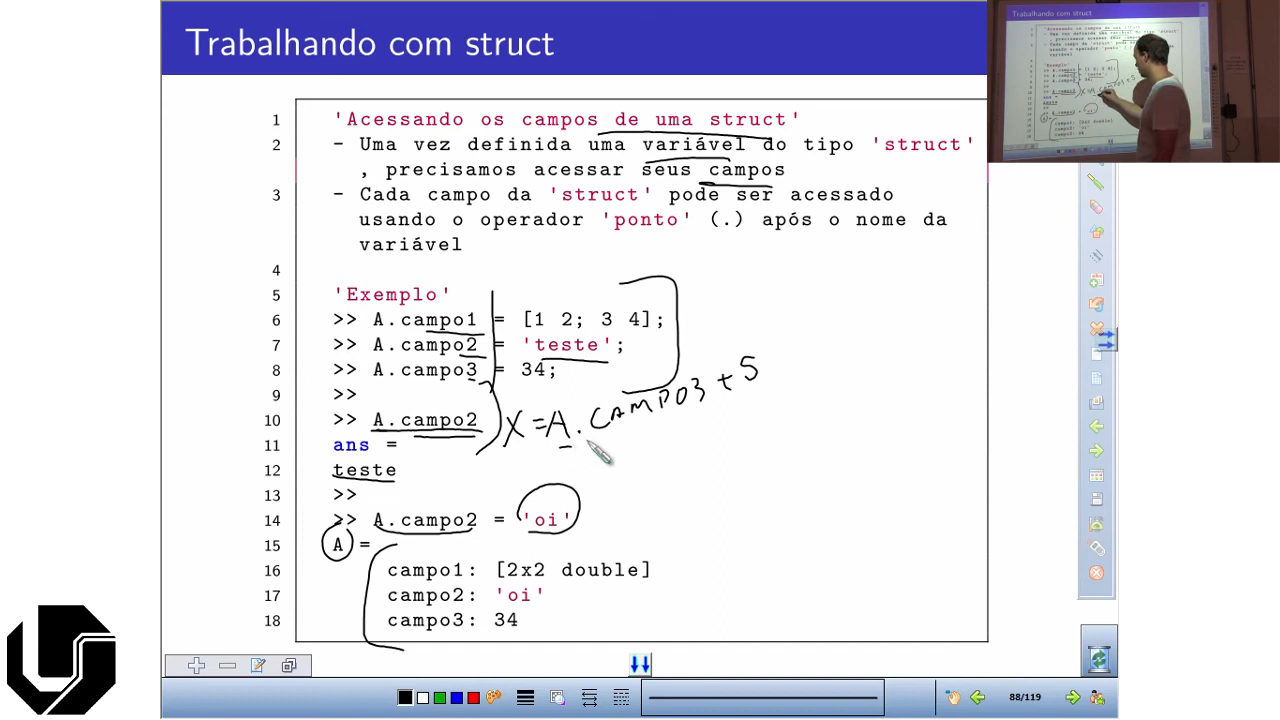 Trabalhando com struct
1 'Acessando os campos de uma struct'
2 - Uma vez definida uma variável do tipo 'struct'
, precisamos acessar seus campos
3 - Cada campo da 'struct' pode ser acessado
usando o operador 'ponto' (.) após o nome da
variável
4
5 'Exemplo'
6 >> A.campo1 = [1 2; 3 4];
7 >> A.campo2 = 'teste';
8 >> A.campo3 = 34;
9 >>
10 >> A.campo2
X = A.CAMPO3 + 5
11 ans =
12 teste
13 >>
14 >> A.campo2 = 'oi'
15 A =
16 campo1: [2x2 double]
17 campo2: 'oi'
18 campo3: 34
88/119